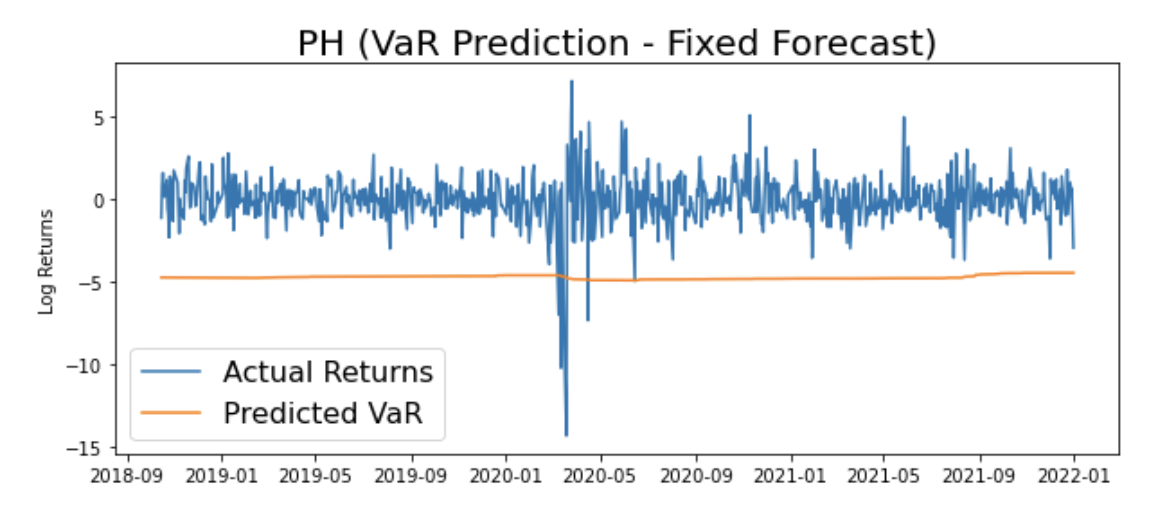 PH (VaR Prediction - Fixed Forecast)
Log Returns
5
0
−5
−10
−15
Actual Returns
Predicted VaR
2018-09 2019-01 2019-05 2019-09 2020-01 2020-05 2020-09 2021-01 2021-05 2021-09 2022-01